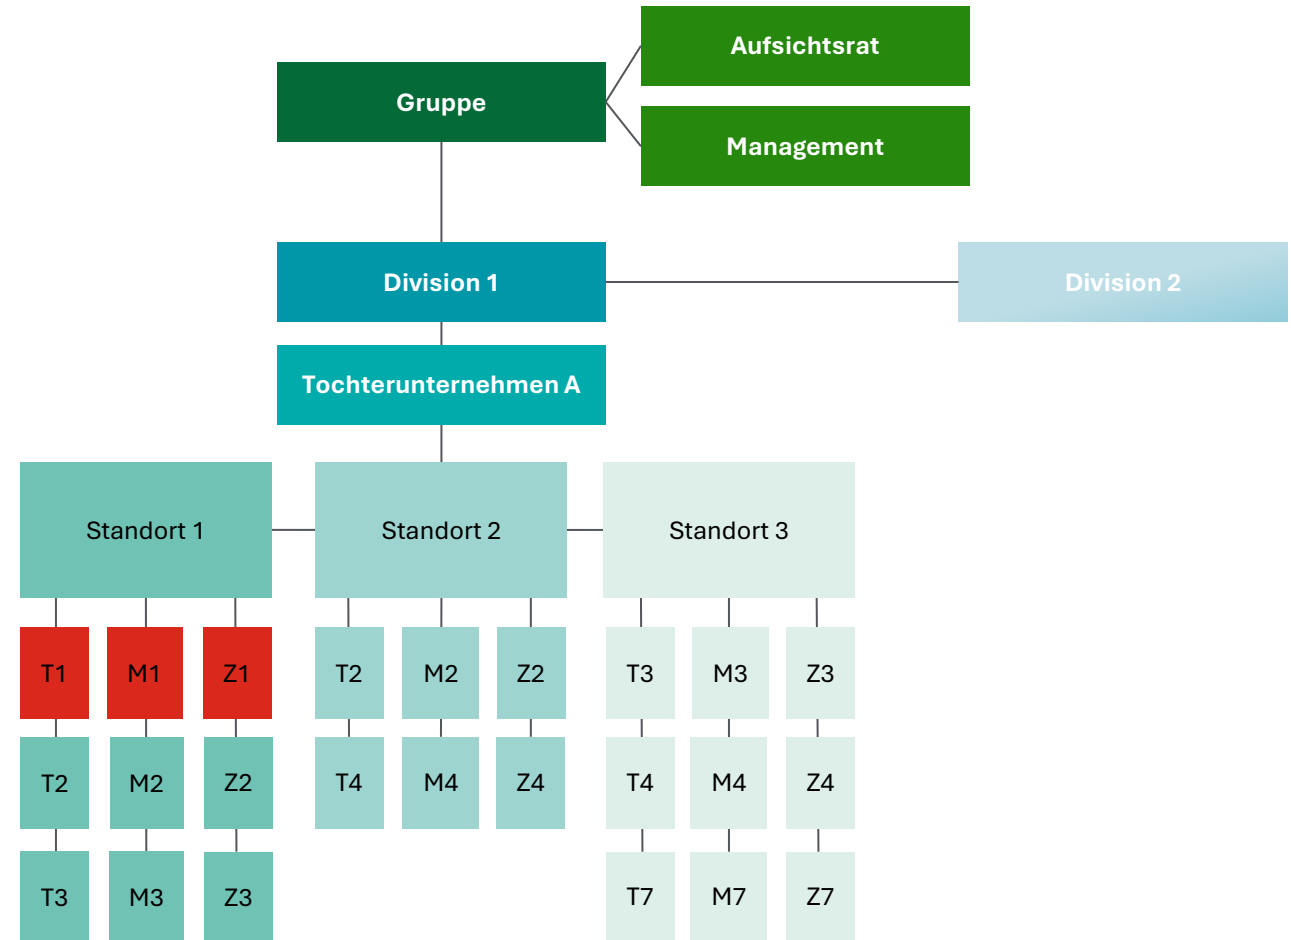 Aufsichtsrat
Gruppe
Management
Division 1
Division 2
Tochterunternehmen A
Standort 1
Standort 2
Standort 3
T1
M1
Z1
T2
M2
Z2
T3
M3
Z3
T2
M2
Z2
T4
M4
Z4
T4
M4
Z4
T3
M3
Z3
T7
M7
Z7